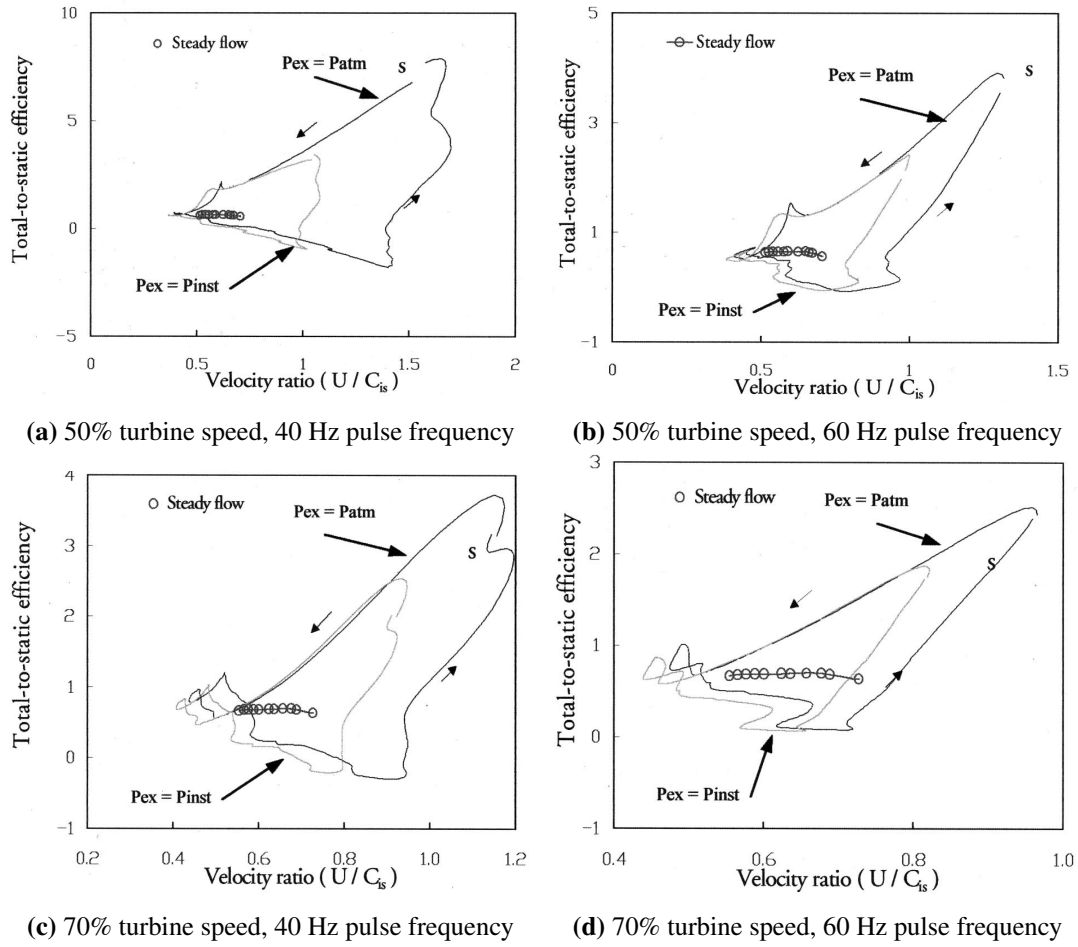 10
Steady flow
Pex = Patm
S
5
0
Pex = Pinst
−5
0
0.5
1
1.5
2
Total-to-static efficiency
Velocity ratio ( U / Cis )
(a) 50% turbine speed, 40 Hz pulse frequency
5
Steady flow
S
Pex = Patm
3
1
Pex = Pinst
−1
0
0.5
1
1.5
Total-to-static efficiency
Velocity ratio ( U / Cis )
(b) 50% turbine speed, 60 Hz pulse frequency
4
Steady flow
Pex = Patm
3
S
2
1
0
Pex = Pinst
−1
0.2
0.4
0.6
0.8
1.0
1.2
Total-to-static efficiency
Velocity ratio ( U / Cis )
(c) 70% turbine speed, 40 Hz pulse frequency
3
Steady flow
Pex = Patm
2
S
1
0
Pex = Pinst
−1
0.4
0.6
0.8
1.0
Total-to-static efficiency
Velocity ratio ( U / Cis )
(d) 70% turbine speed, 60 Hz pulse frequency